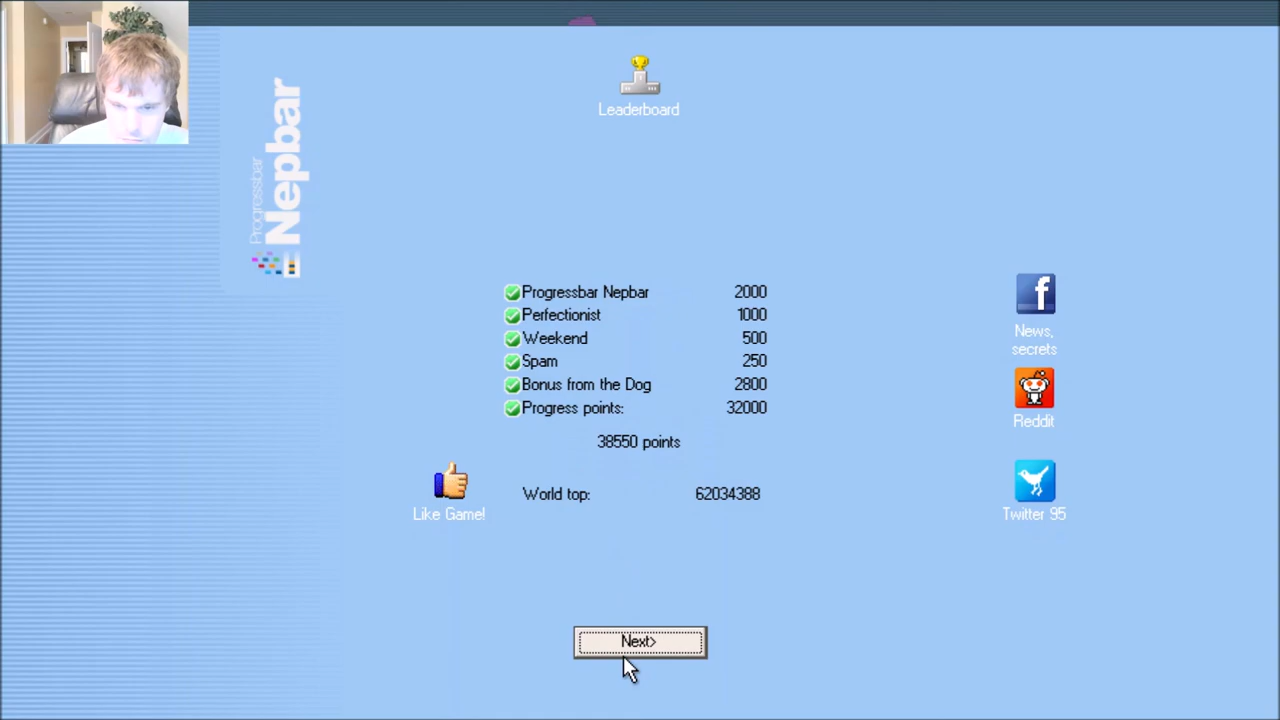 Leaderboard
Progressbar
Nepbar
Progressbar Nepbar 2000
Perfectionist 1000
Weekend 500
Spam 250
Bonus from the Dog 2800
Progress points: 32000
38550 points
World top: 62034388
Like Game!
News,
secrets
Reddit
Twitter 95
Next>